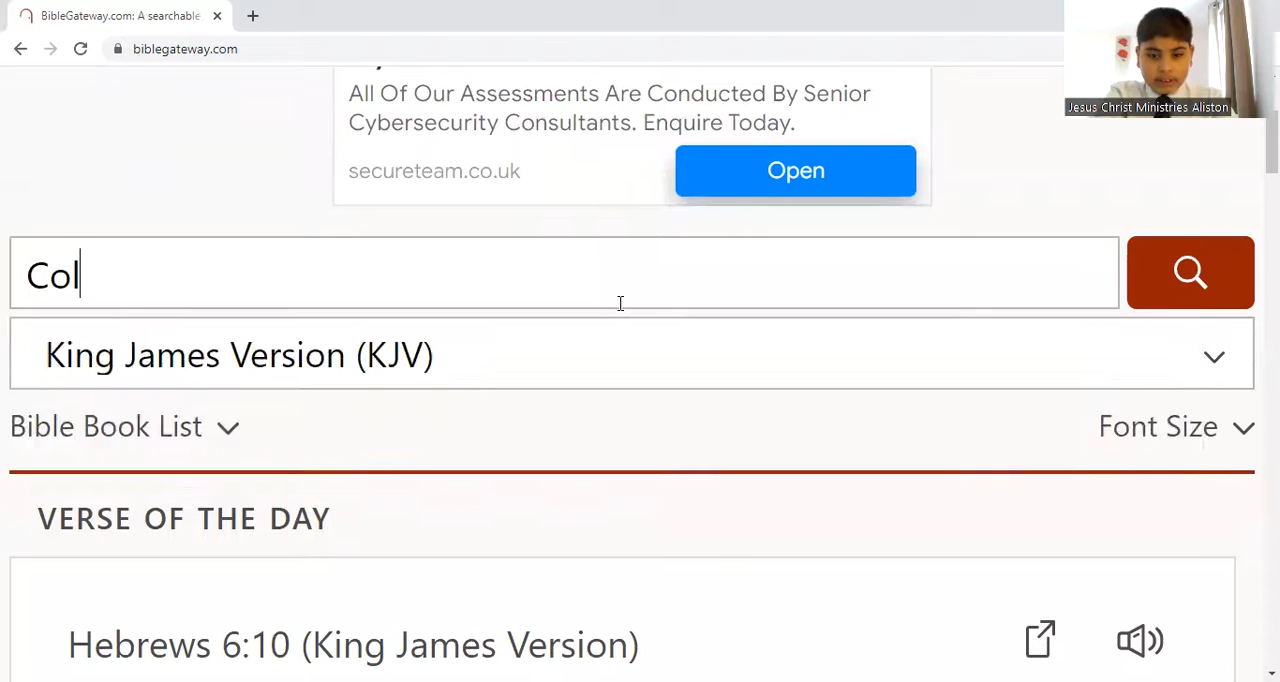 BibleGateway.com: A searchable
biblegateway.com
All Of Our Assessments Are Conducted By Senior
Cybersecurity Consultants. Enquire Today.
secureteam.co.uk
Open
Jesus Christ Ministries Aliston
Col
King James Version (KJV)
Bible Book List
Font Size
VERSE OF THE DAY
Hebrews 6:10 (King James Version)